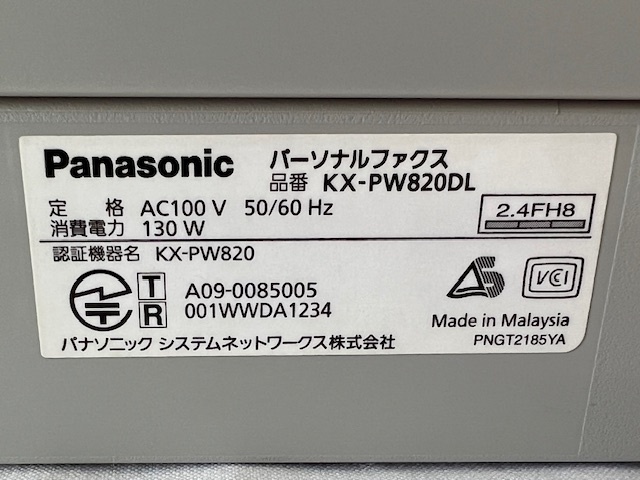 Panasonic パーソナルファクス
品番 KX-PW820DL
定 格 AC100 V 50/60 Hz
消費電力 130 W
2.4FH8
認証機器名 KX-PW820
T A09-0085005
R 001WWDA1234
VCI
Made in Malaysia
パナソニック システムネットワークス株式会社
PNGT2185YA